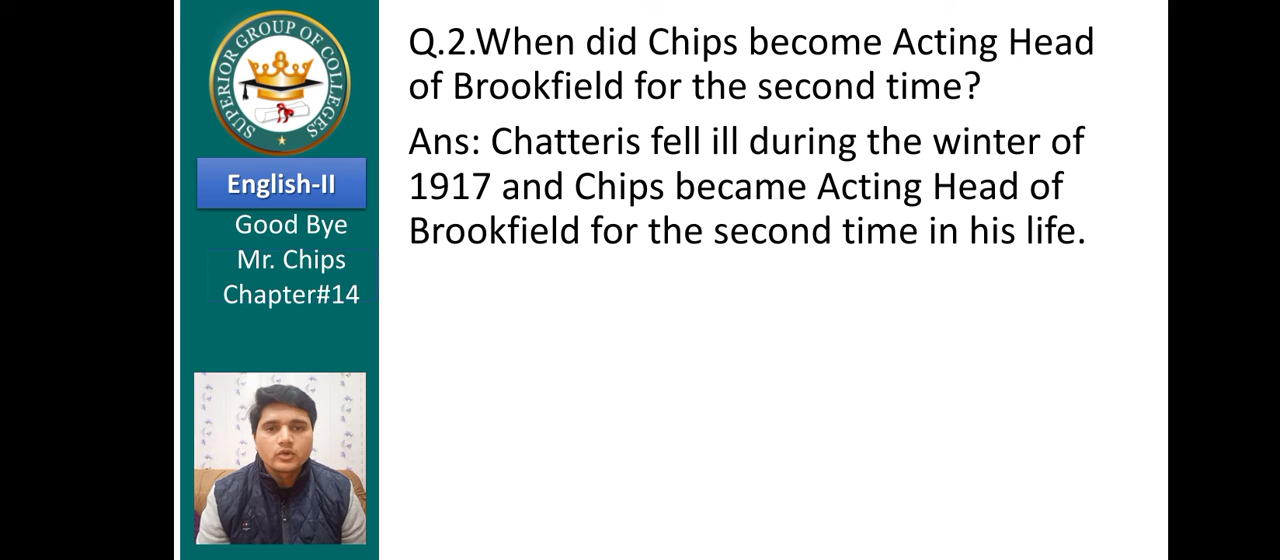 SUPERIOR GROUP OF COLLEGES
English-II
Good Bye
Mr. Chips
Chapter#14
Q.2.When did Chips become Acting Head
of Brookfield for the second time?
Ans: Chatteris fell ill during the winter of
1917 and Chips became Acting Head of
Brookfield for the second time in his life.